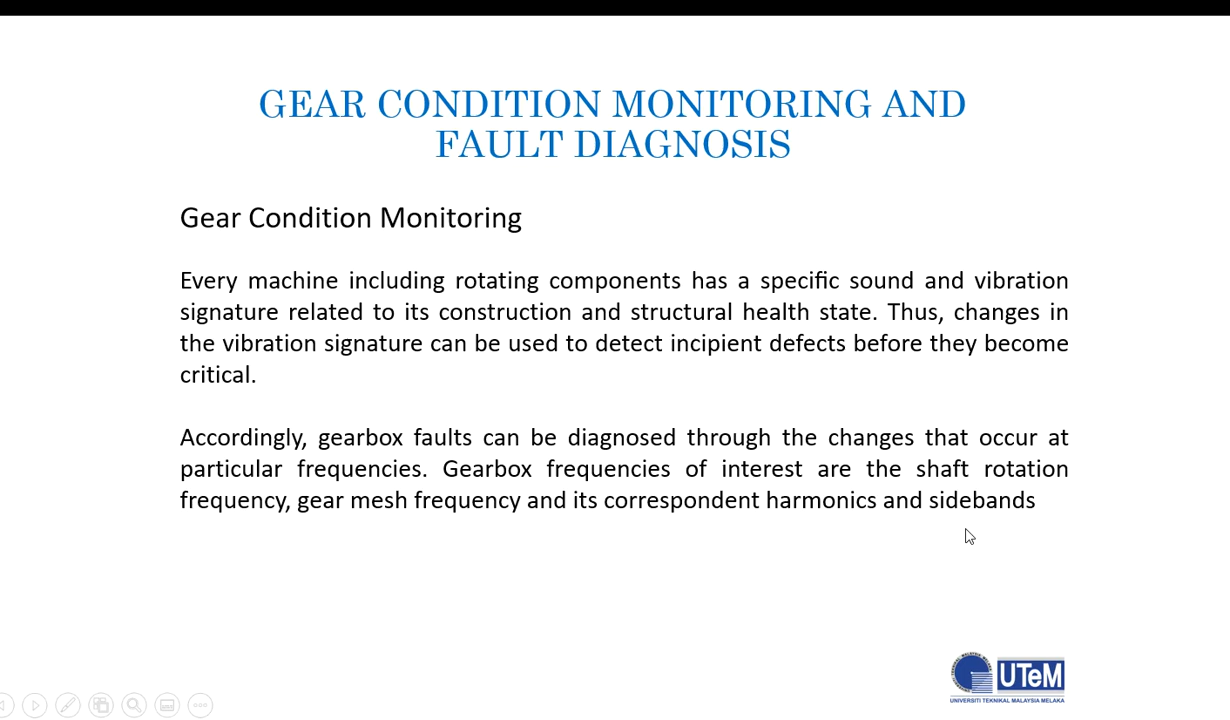 GEAR CONDITION MONITORING AND
FAULT DIAGNOSIS
Gear Condition Monitoring
Every machine including rotating components has a specific sound and vibration
signature related to its construction and structural health state. Thus, changes in
the vibration signature can be used to detect incipient defects before they become
critical.
Accordingly, gearbox faults can be diagnosed through the changes that occur at
particular frequencies. Gearbox frequencies of interest are the shaft rotation
frequency, gear mesh frequency and its correspondent harmonics and sidebands
UTeM
UNIVERSITI TEKNIKAL MALAYSIA MELAKA